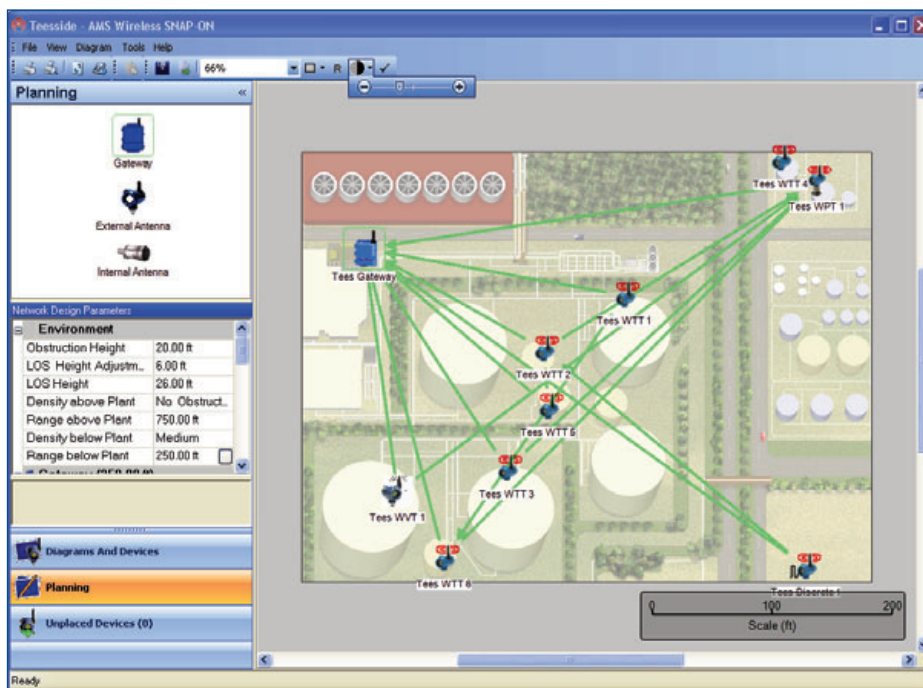 Teesside - AMS Wireless SNAP-ON
File View Diagram Tools Help
66%
R
Planning
Gateway
External Antenna
Internal Antenna
Network Design Parameters
Environment
Obstruction Height 20.00 ft
LOS Height Adjustm... 6.00 ft
LOS Height 26.00 ft
Density above Plant No Obstruct...
Range above Plant 750.00 ft
Density below Plant Medium
Range below Plant 250.00 ft
Gateway (250.00 ft)
Diagrams And Devices
Planning
Unplaced Devices (0)
Ready
Tees WTT 4
Tees WPT 1
Tees Gateway
Tees WTT 1
Tees WTT 2
Tees WTT 5
Tees WTT 3
Tees WVT 1
Tees WTT 6
Tees Discrete 1
0 100 200
Scale (ft)